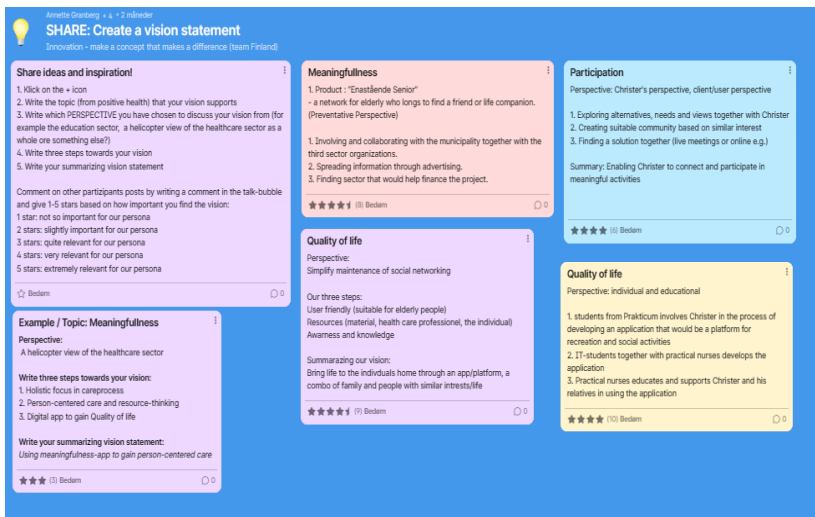 Annette Granberg + 4 • 2 måneder
SHARE: Create a vision statement
Innovation - make a concept that makes a difference (team Finland)
Share ideas and inspiration!
1. Klick on the + icon
2. Write the topic (from positive health) that your vision supports
3. Write which PERSPECTIVE you have chosen to discuss your vision from (for
example the education sector, a helicopter view of the healthcare sector as a
whole ore something else?)
4. Write three steps towards your vision
5. Write your summarizing vision statement
Comment on other partizipants posts by writing a comment in the talk-bubble
and give 1-5 stars based on how important you find the vision:
1 star: not so important for our persona
2 stars: slightly important for our persona
3 stars: quite relevant for our persona
4 stars: very relevant for our persona
5 stars: extremely relevant for our persona
Bedøm
0
Example / Topic: Meaningfullness
Perspective:
A helicopter view of the healthcare sector
Write three steps towards your vision:
1. Holistic focus in careprocess
2. Person-centered care and resource-thinking
3. Digital app to gain Quality of life
Write your summarizing vision statement:
Using meaningfulness-app to gain person-centered care
(3) Bedøm
0
Meaningfullness
1. Product : "Enastående Senior"
- a network for elderly who longs to find a friend or life companion.
(Preventative Perspective)
1. Involving and collaborating with the municipality together with the
third sector organizations.
2. Spreading information through advertising.
3. Finding sector that would help finance the project.
(8) Bedøm
0
Quality of life
Perspective:
Simplify maintenance of social networking
Our three steps:
User friendly (suitable for elderly people)
Resources (material, health care professionel, the individual)
Awarness and knowledge
Summarazing our vision:
Bring life to the indivduals home through an app/platform, a
combo of family and people with similar intrests/life
(9) Bedøm
0
Participation
Perspective: Christer's perspective, client/user perspective
1. Exploring alternatives, needs and views together with Christer
2. Creating suitable community based on similar interest
3. Finding a solution together (live meetings or online e.g.)
Summary: Enabling Christer to connect and participate in
meaningful activities
(6) Bedøm
0
Quality of life
Perspective: individual and educational
1. students from Prakticum involves Christer in the process of
developing an application that would be a platform for
recreation and social activities
2. IT-students together with practical nurses develops the
application
3. Practical nurses educates and supports Christer and his
relatives in using the application
(10) Bedøm
0